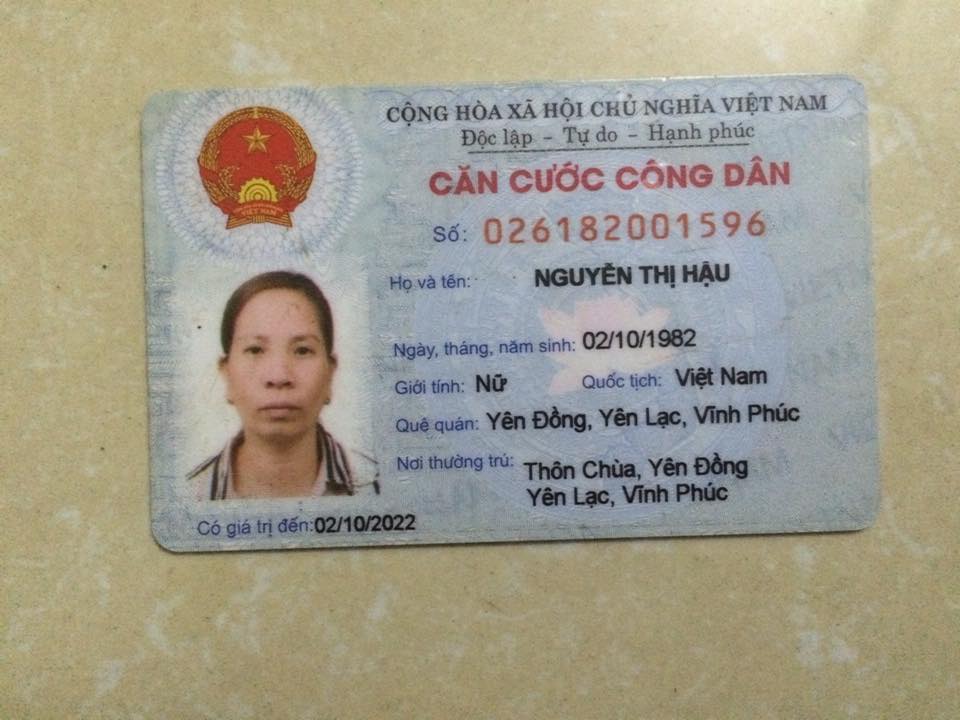 CỘNG HÒA XÃ HỘI CHỦ NGHĨA VIỆT NAM
Độc lập - Tự do - Hạnh phúc
CĂN CƯỚC CÔNG DÂN
Số: 026182001596
Họ và tên: NGUYỄN THỊ HẬU
Ngày, tháng, năm sinh: 02/10/1982
Giới tính: Nữ Quốc tịch: Việt Nam
Quê quán: Yên Đồng, Yên Lạc, Vĩnh Phúc
Nơi thường trú: Thôn Chùa, Yên Đồng
Yên Lạc, Vĩnh Phúc
Có giá trị đến: 02/10/2022
VIỆT NAM